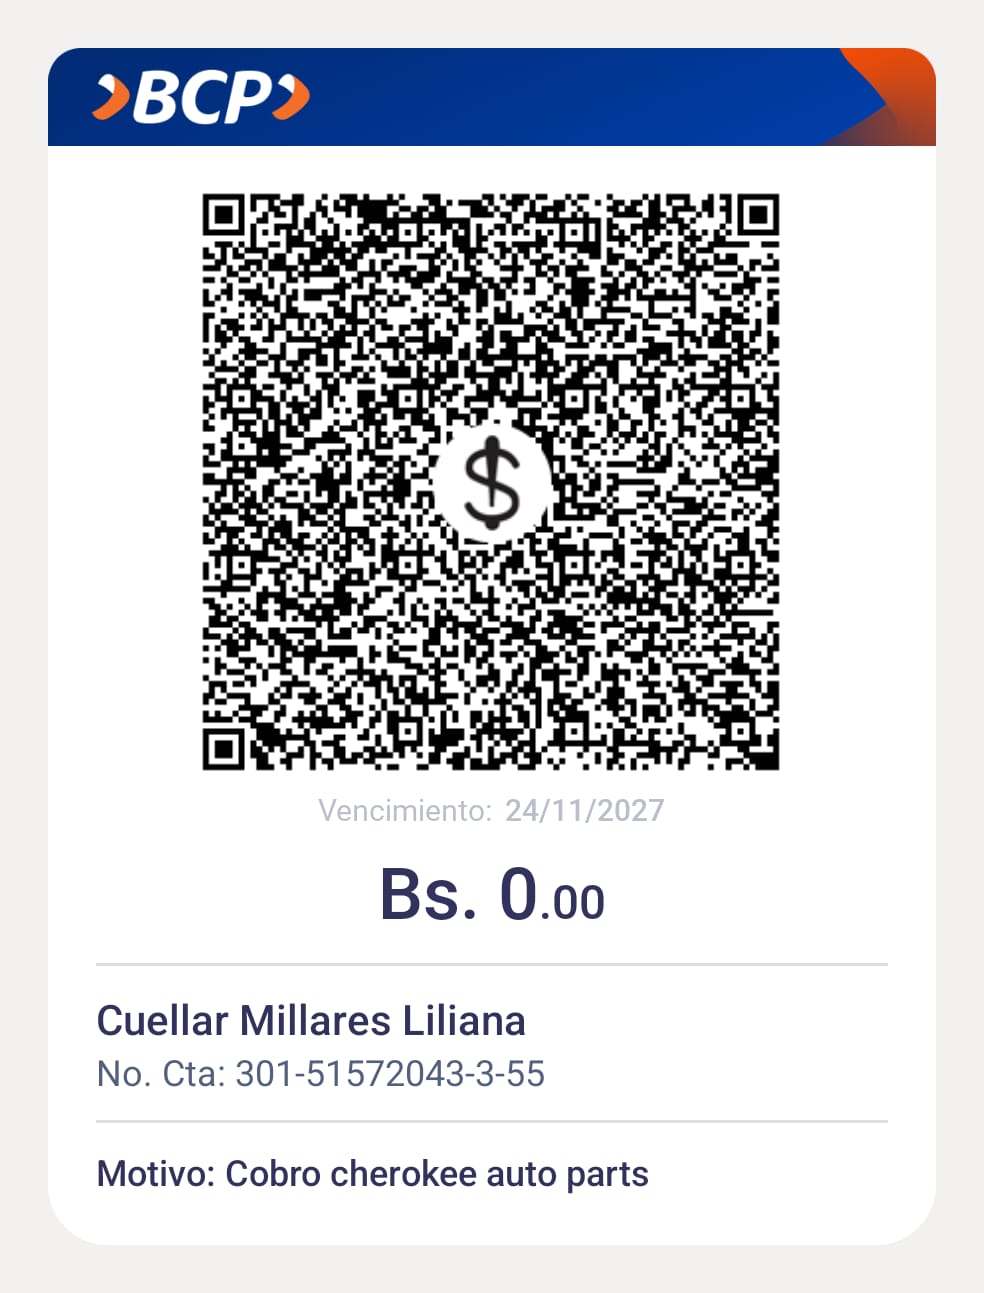 BCP
$
Vencimiento: 24/11/2027
Bs. 0.00
Cuellar Millares Liliana
No. Cta: 301-51572043-3-55
Motivo: Cobro cherokee auto parts